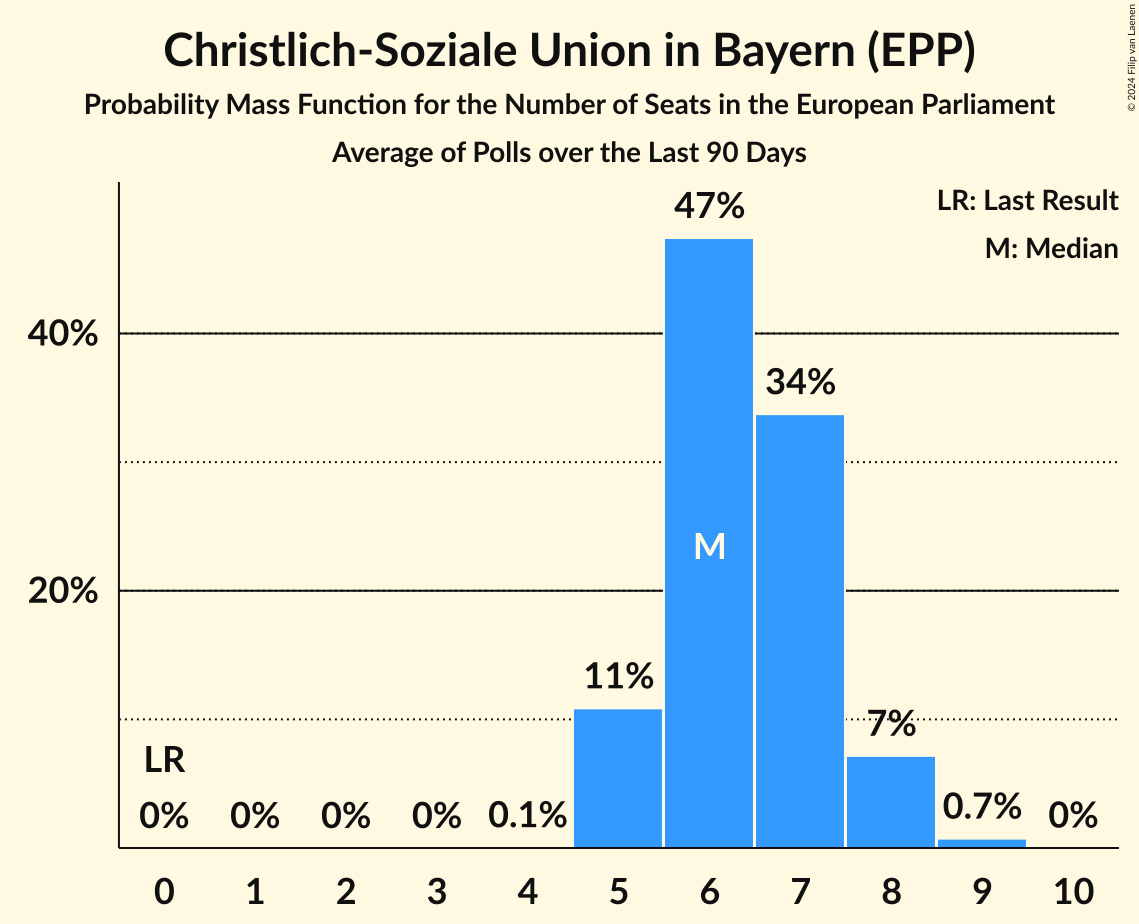 Christlich-Soziale Union in Bayern (EPP)
Probability Mass Function for the Number of Seats in the European Parliament
Average of Polls over the Last 90 Days
© 2024 Filip van Laenen
LR: Last Result
M: Median
47%
40%
34%
M
20%
11%
7%
LR
0% 0% 0% 0% 0.1% 0.7% 0%
0 1 2 3 4 5 6 7 8 9 10